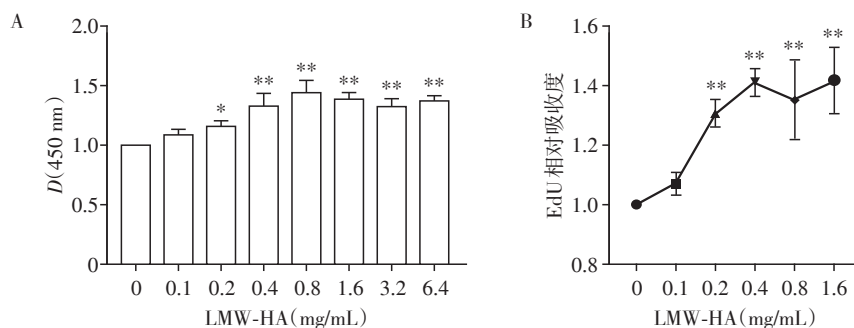 A
D(450 nm)
2.0
1.5
1.0
0.5
0
*
**
**
**
**
**
0 0.1 0.2 0.4 0.8 1.6 3.2 6.4
LMW-HA(mg/mL)
B
EdU 相对吸收度
1.6
1.4
1.2
1.0
0.8
**
**
**
**
0 0.1 0.2 0.4 0.8 1.6
LMW-HA(mg/mL)